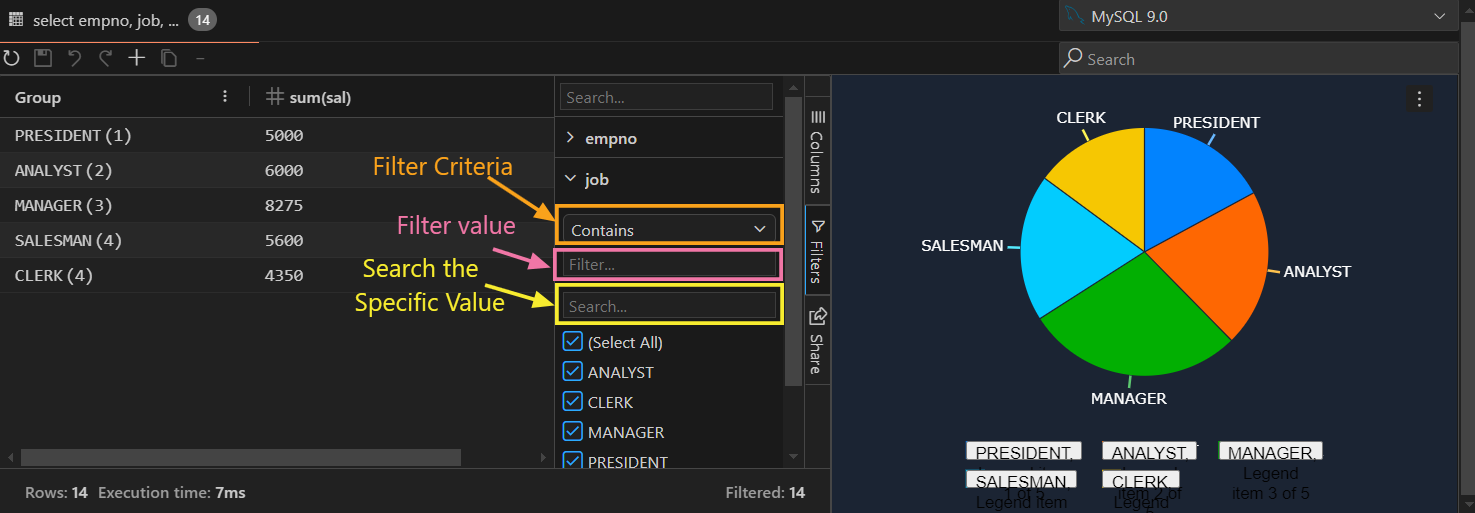 select empno, job, ... 14
MySQL 9.0
Search
Group
sum(sal)
PRESIDENT (1) 5000
ANALYST (2) 6000
MANAGER (3) 8275
SALESMAN (4) 5600
CLERK (4) 4350
Filter Criteria
Filter value
Search the
Specific Value
Search...
empno
job
Contains
Filter...
Search...
(Select All)
ANALYST
CLERK
MANAGER
PRESIDENT
Columns
Filters
Share
CLERK
PRESIDENT
SALESMAN
ANALYST
MANAGER
PRESIDENT,
ANALYST,
MANAGER,
Legend
item 3 of 5
SALESMAN,
1 of 5
Legend item
CLERK,
item 2 of
Legend
Rows: 14 Execution time: 7ms
Filtered: 14